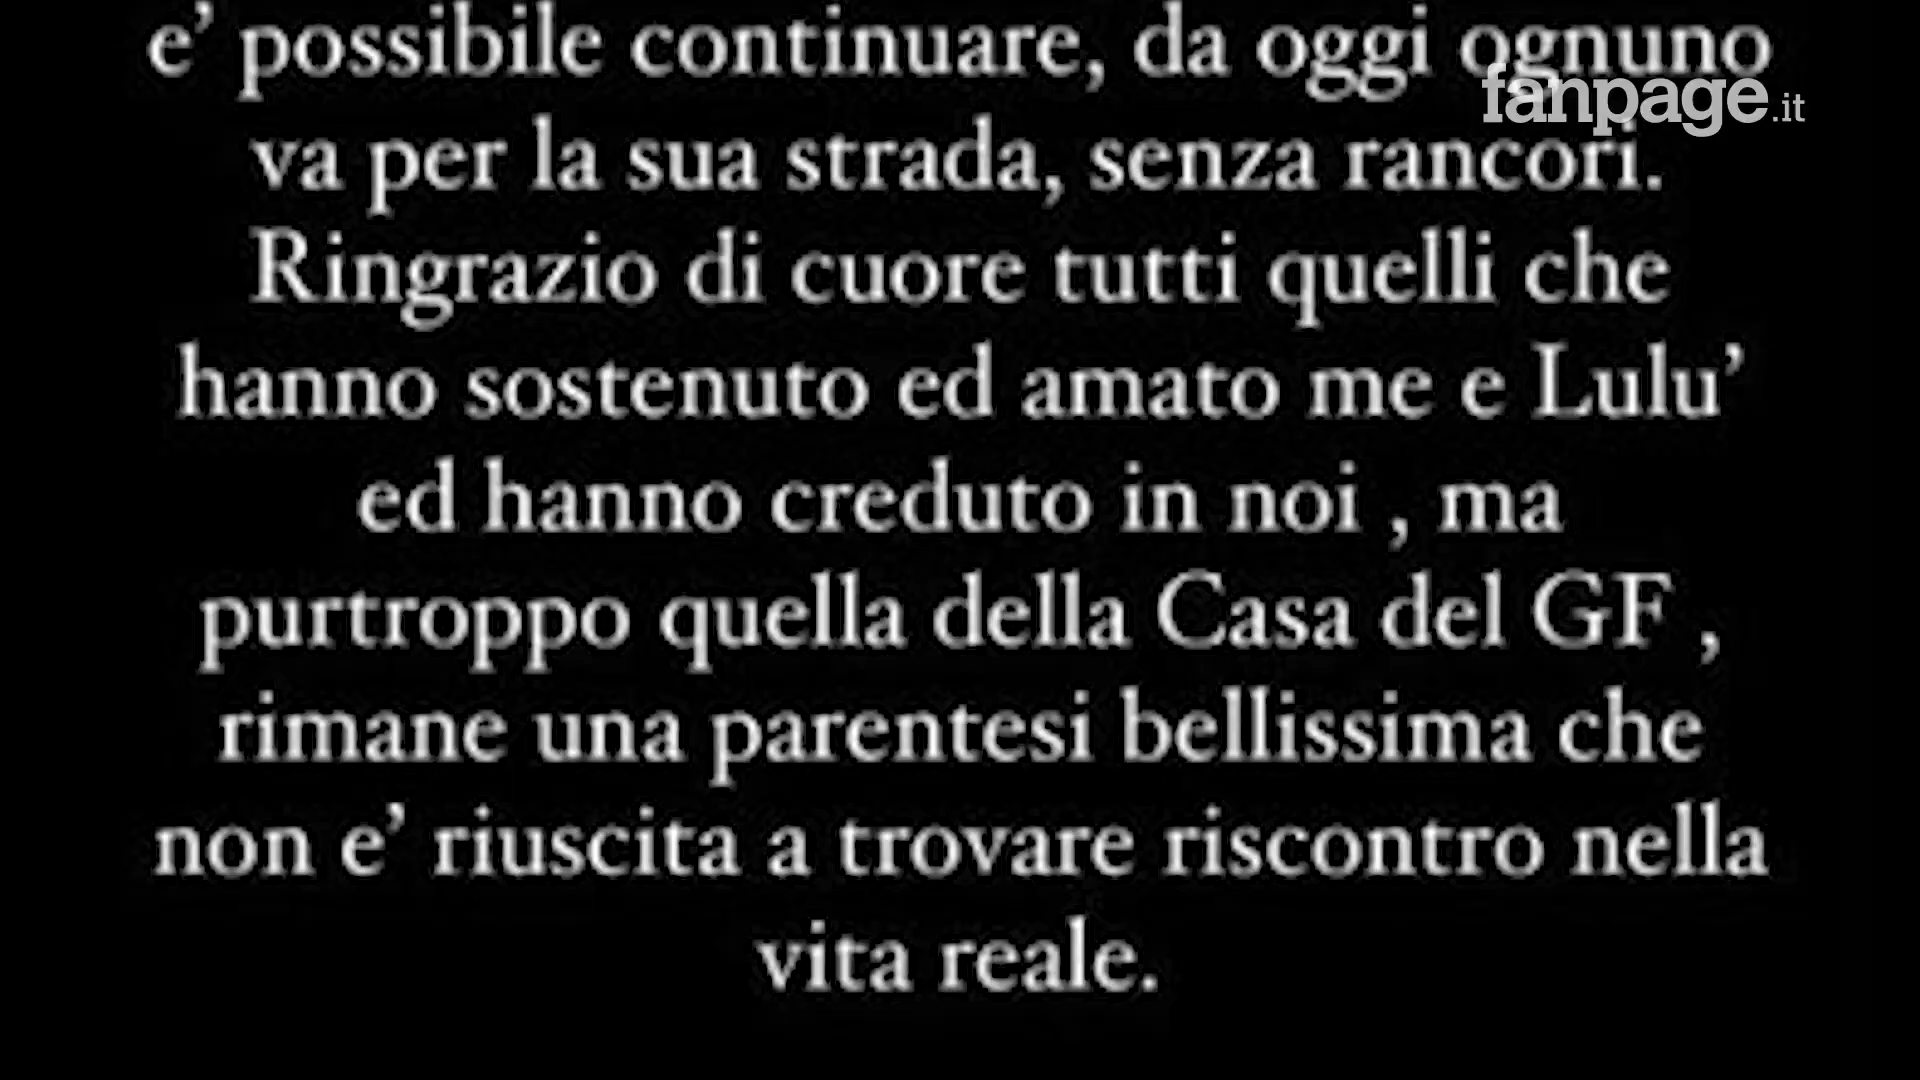 e’ possibile continuare, da oggi ognuno
fanpage.it
va per la sua strada, senza rancori.
Ringrazio di cuore tutti quelli che
hanno sostenuto ed amato me e Lulu’
ed hanno creduto in noi , ma
purtroppo quella della Casa del GF ,
rimane una parentesi bellissima che
non e’ riuscita a trovare riscontro nella
vita reale.